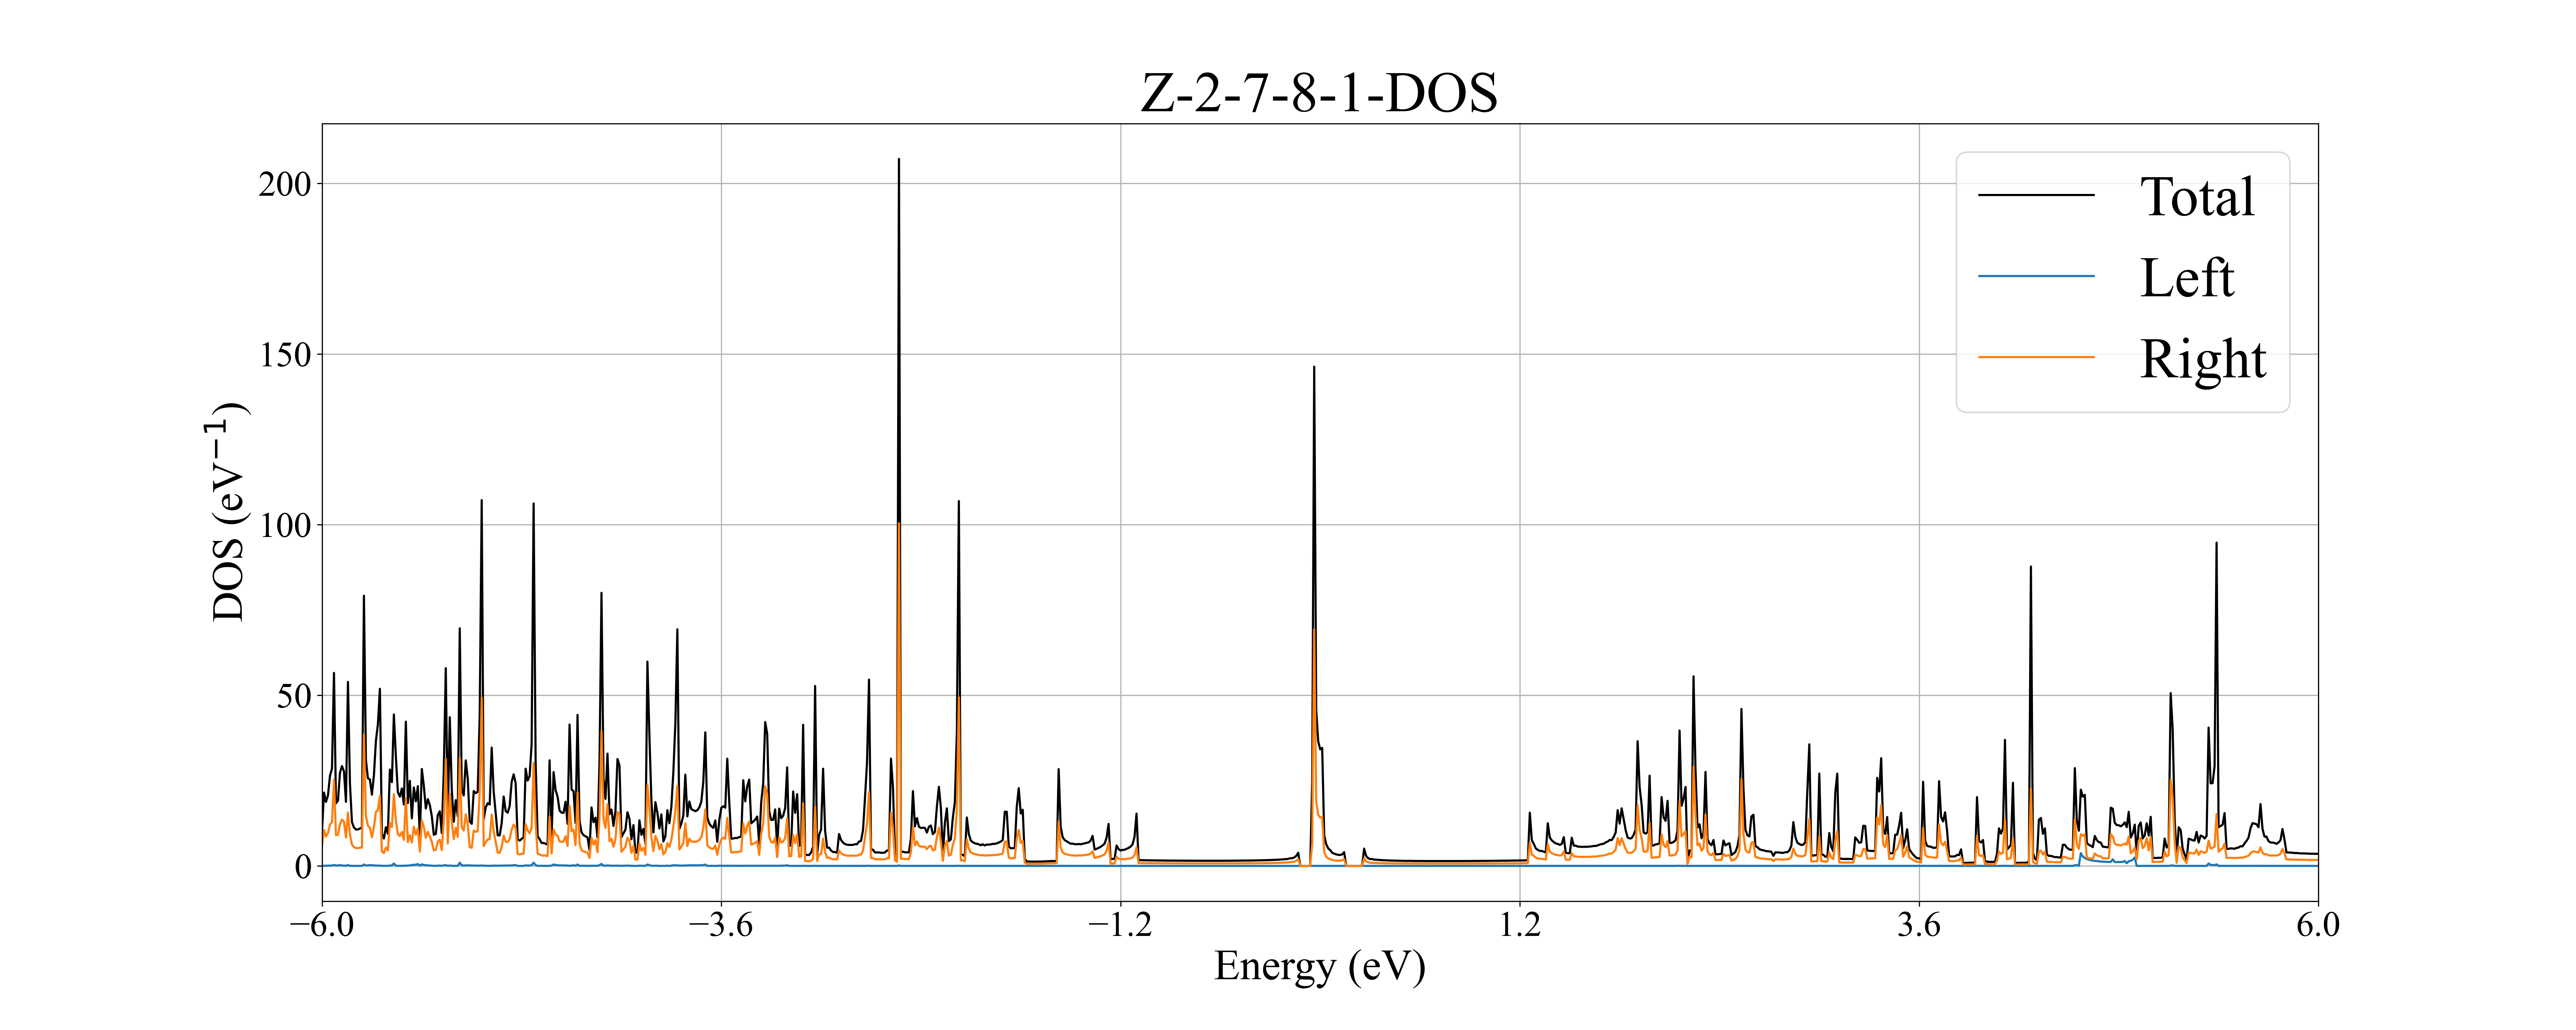 Z-2-7-8-1-DOS
Total
Left
Right
DOS (eV⁻¹)
200
150
100
50
0
−6.0
−3.6
−1.2
1.2
3.6
6.0
Energy (eV)